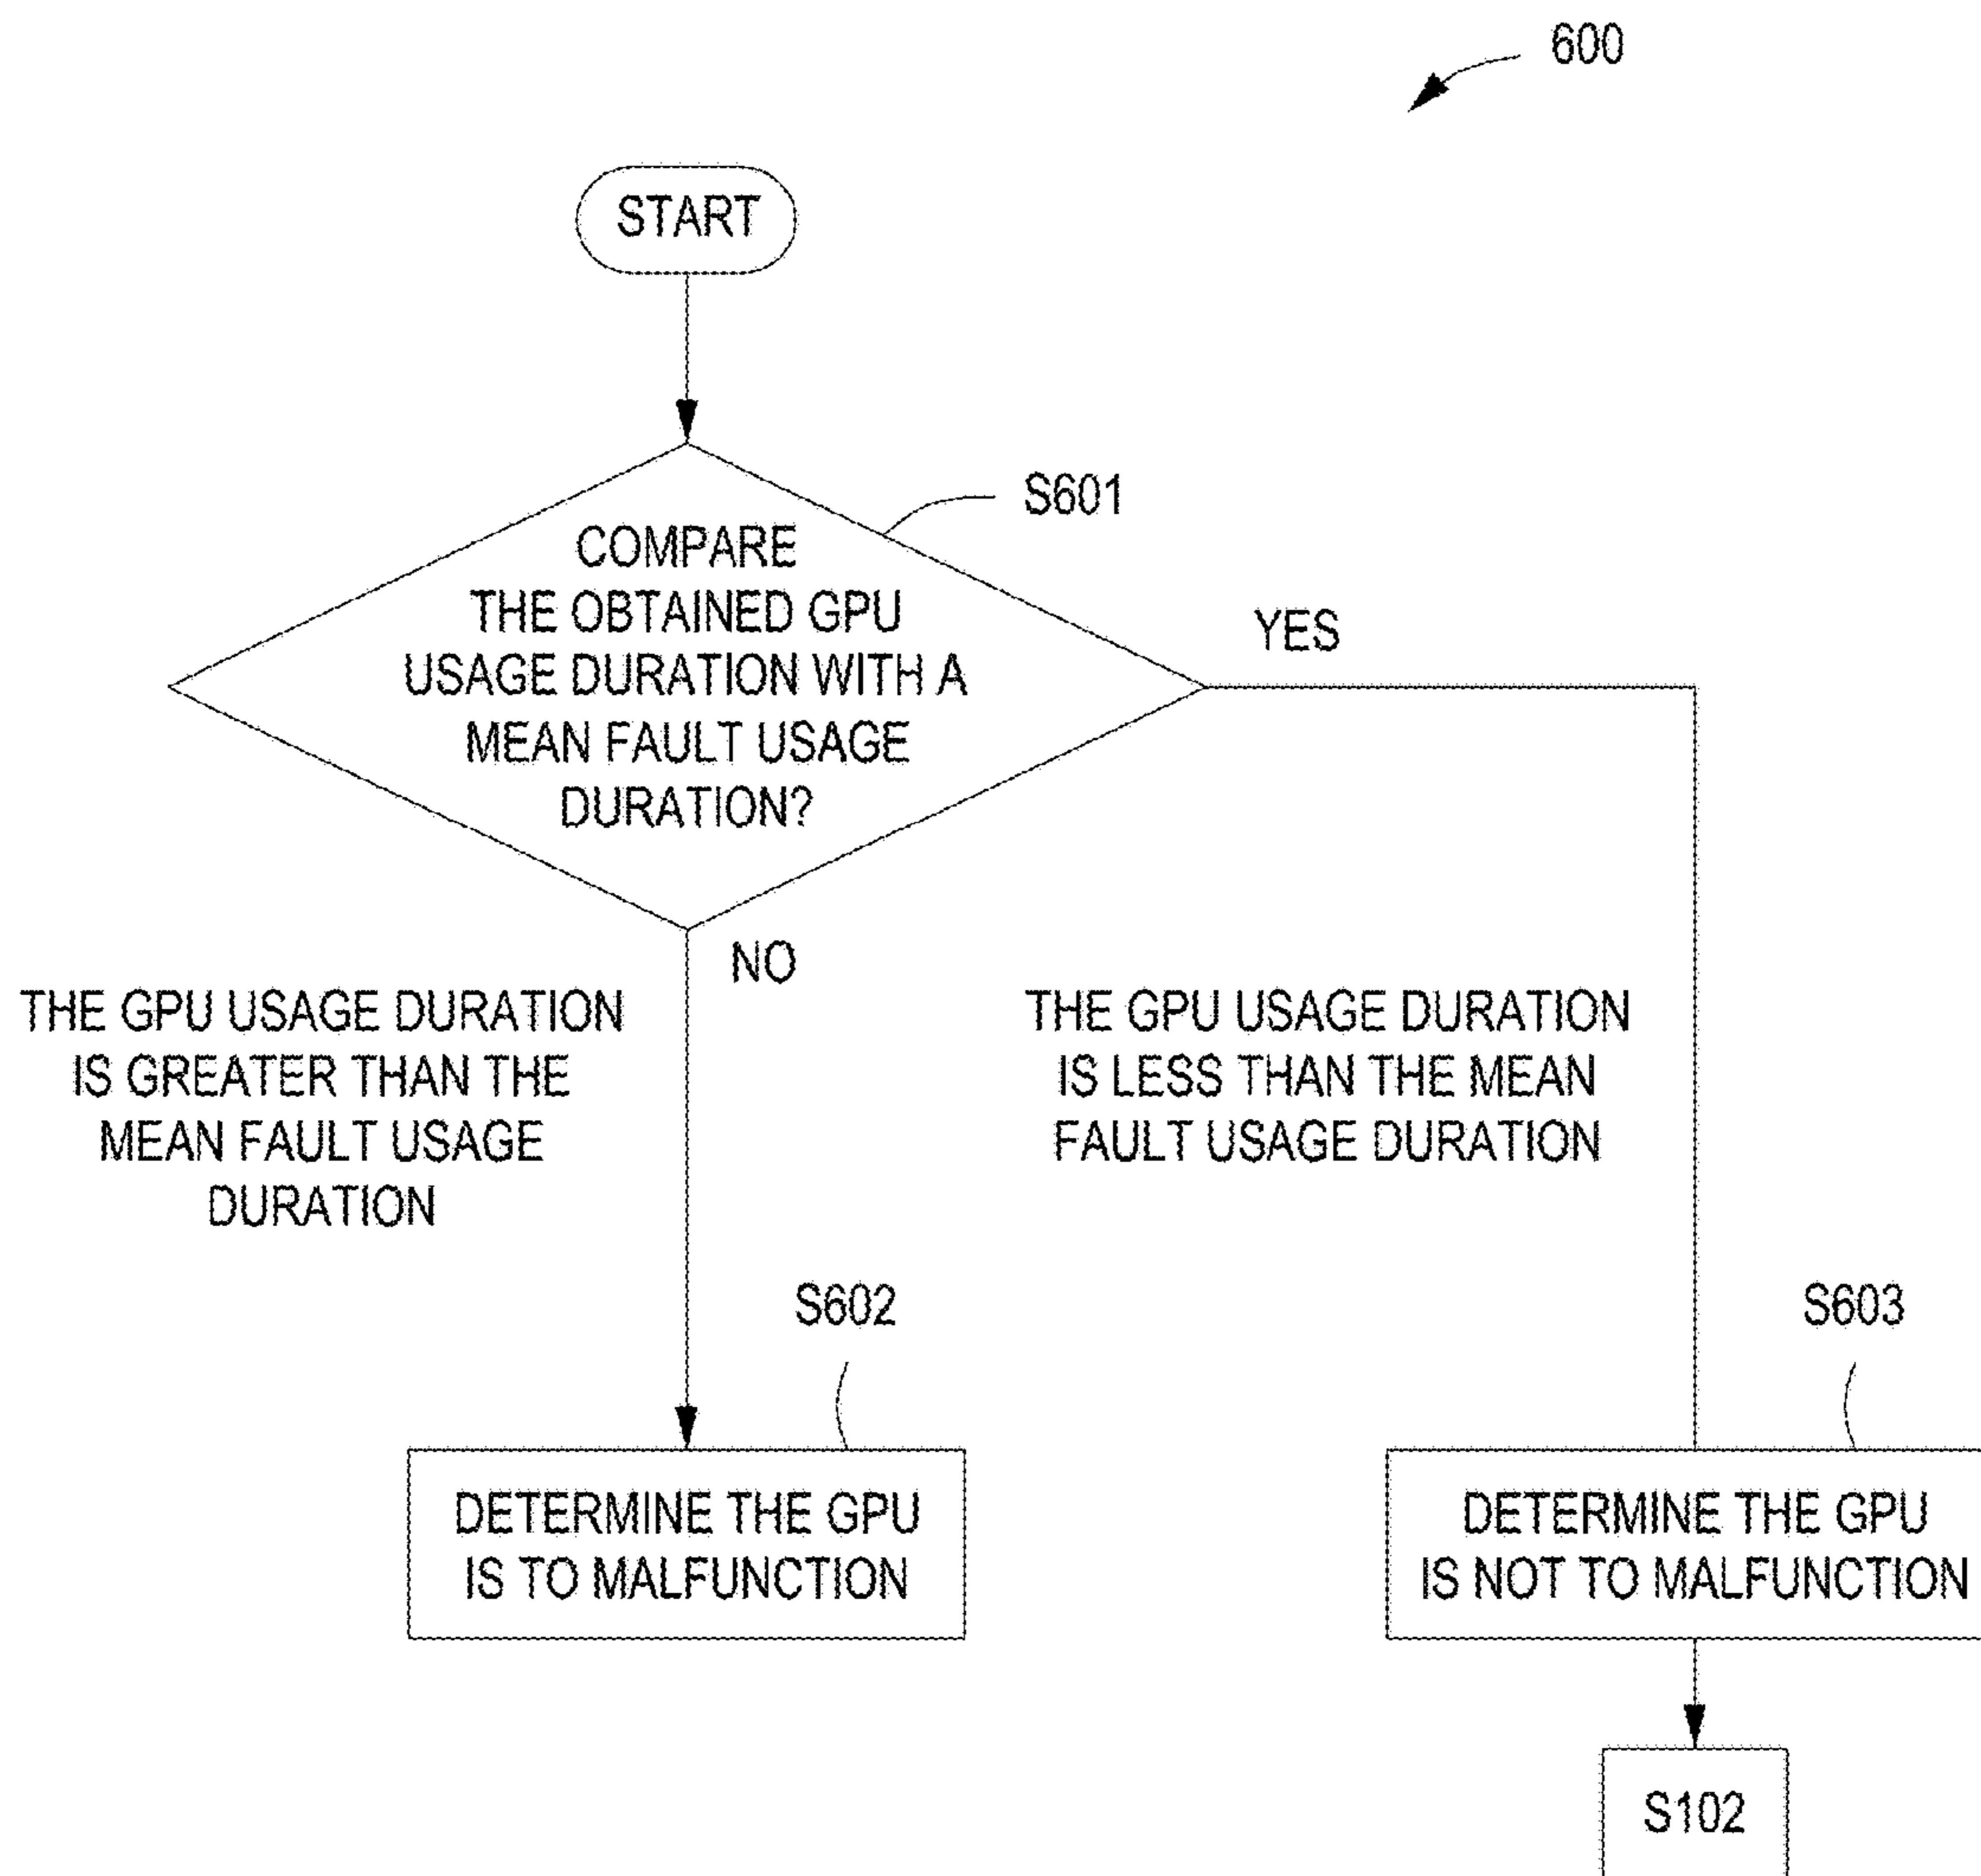 600
START
S601
COMPARE
THE OBTAINED GPU
USAGE DURATION WITH A
MEAN FAULT USAGE
DURATION?
YES
NO
THE GPU USAGE DURATION
IS GREATER THAN THE
MEAN FAULT USAGE
DURATION
THE GPU USAGE DURATION
IS LESS THAN THE MEAN
FAULT USAGE DURATION
S602
S603
DETERMINE THE GPU
IS TO MALFUNCTION
DETERMINE THE GPU
IS NOT TO MALFUNCTION
S102